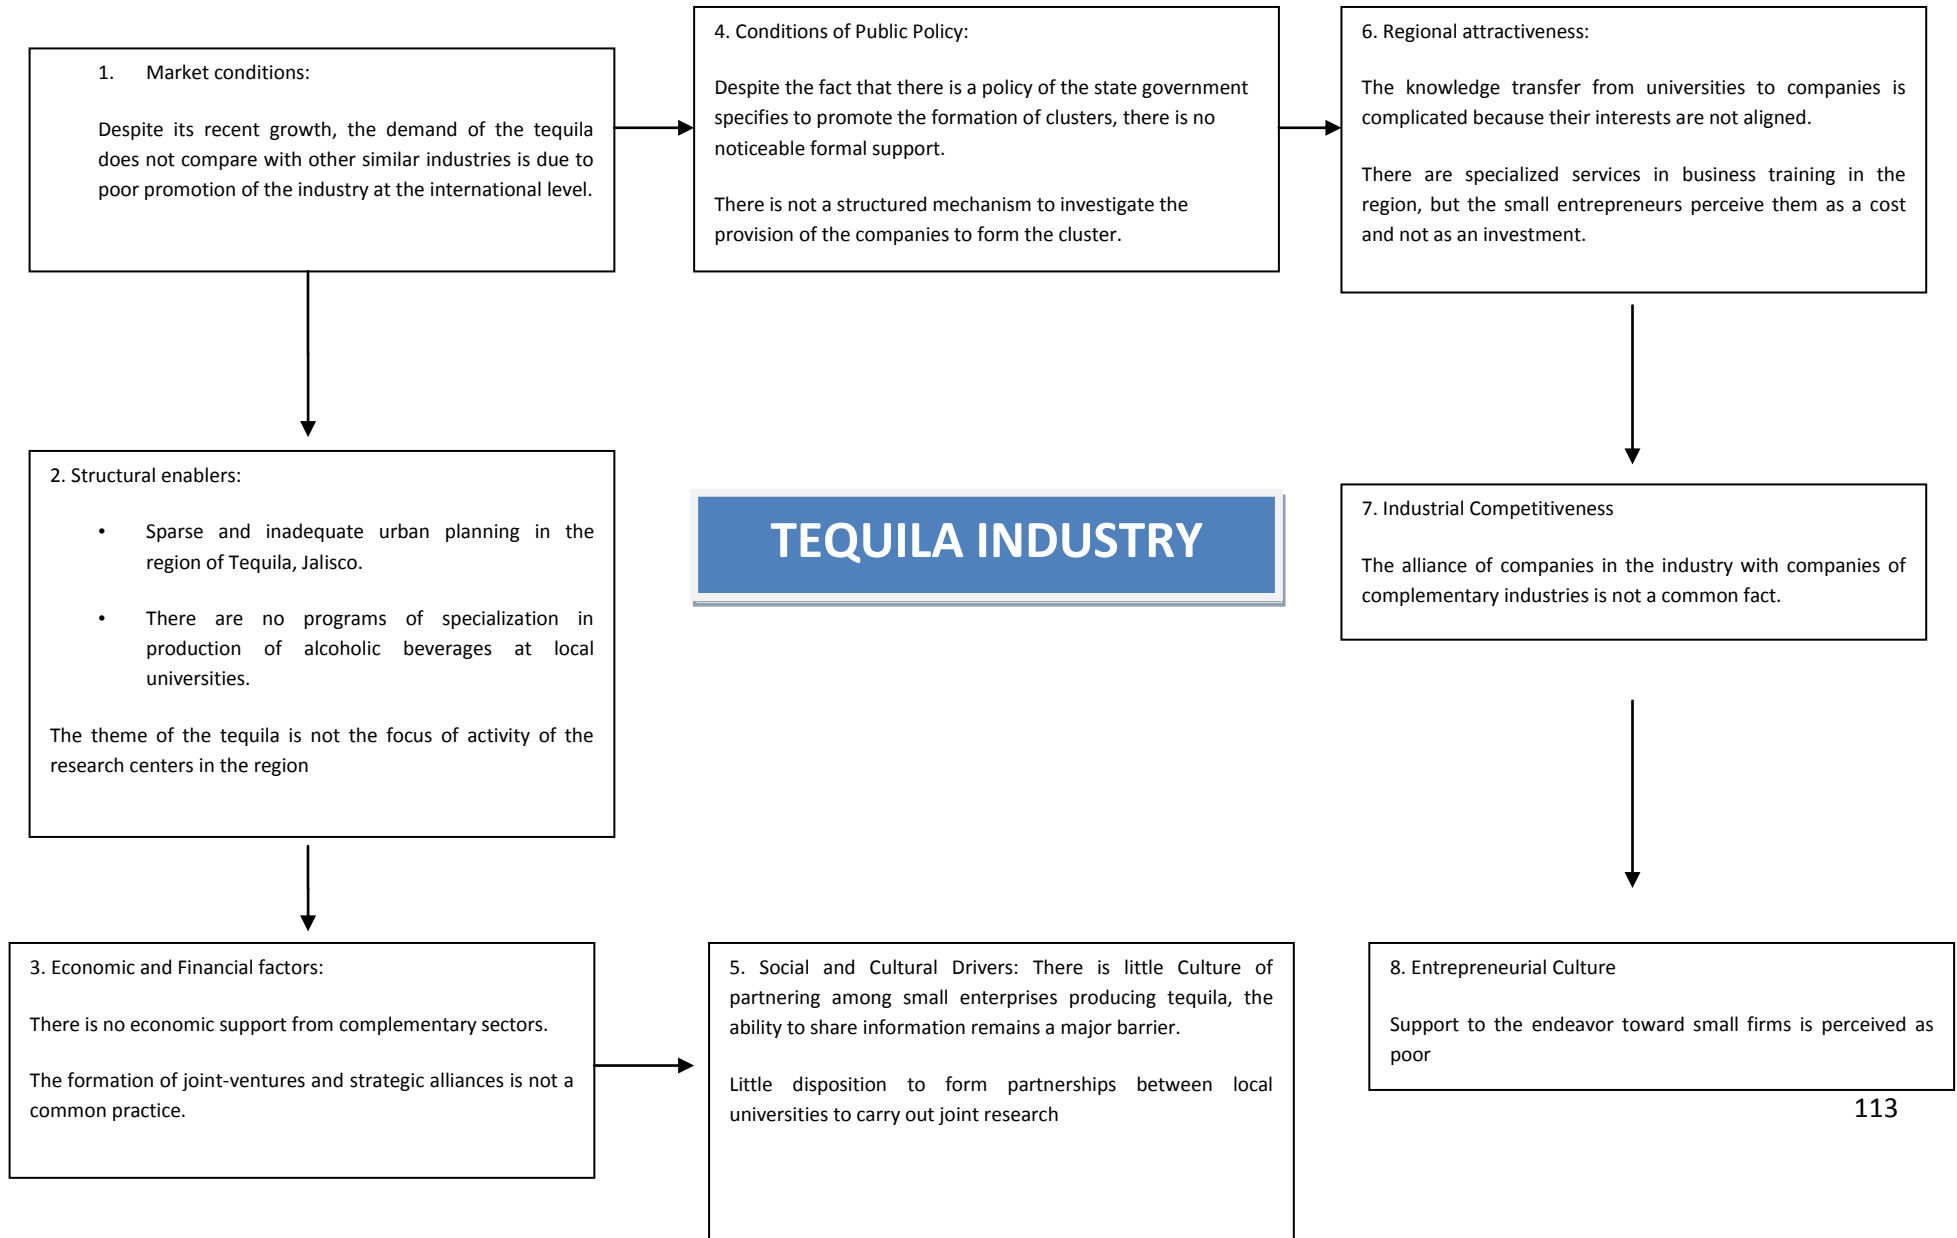 1. Market conditions:
Despite its recent growth, the demand of the tequila
does not compare with other similar industries is due to
poor promotion of the industry at the international level.
4. Conditions of Public Policy:
Despite the fact that there is a policy of the state government
specifies to promote the formation of clusters, there is no
noticeable formal support.
There is not a structured mechanism to investigate the
provision of the companies to form the cluster.
6. Regional attractiveness:
The knowledge transfer from universities to companies is
complicated because their interests are not aligned.
There are specialized services in business training in the
region, but the small entrepreneurs perceive them as a cost
and not as an investment.
2. Structural enablers:
• Sparse and inadequate urban planning in the
region of Tequila, Jalisco.
• There are no programs of specialization in
production of alcoholic beverages at local
universities.
The theme of the tequila is not the focus of activity of the
research centers in the region
TEQUILA INDUSTRY
7. Industrial Competitiveness
The alliance of companies in the industry with companies of
complementary industries is not a common fact.
3. Economic and Financial factors:
There is no economic support from complementary sectors.
The formation of joint-ventures and strategic alliances is not a
common practice.
5. Social and Cultural Drivers: There is little Culture of
partnering among small enterprises producing tequila, the
ability to share information remains a major barrier.
Little disposition to form partnerships between local
universities to carry out joint research
8. Entrepreneurial Culture
Support to the endeavor toward small firms is perceived as
poor
113